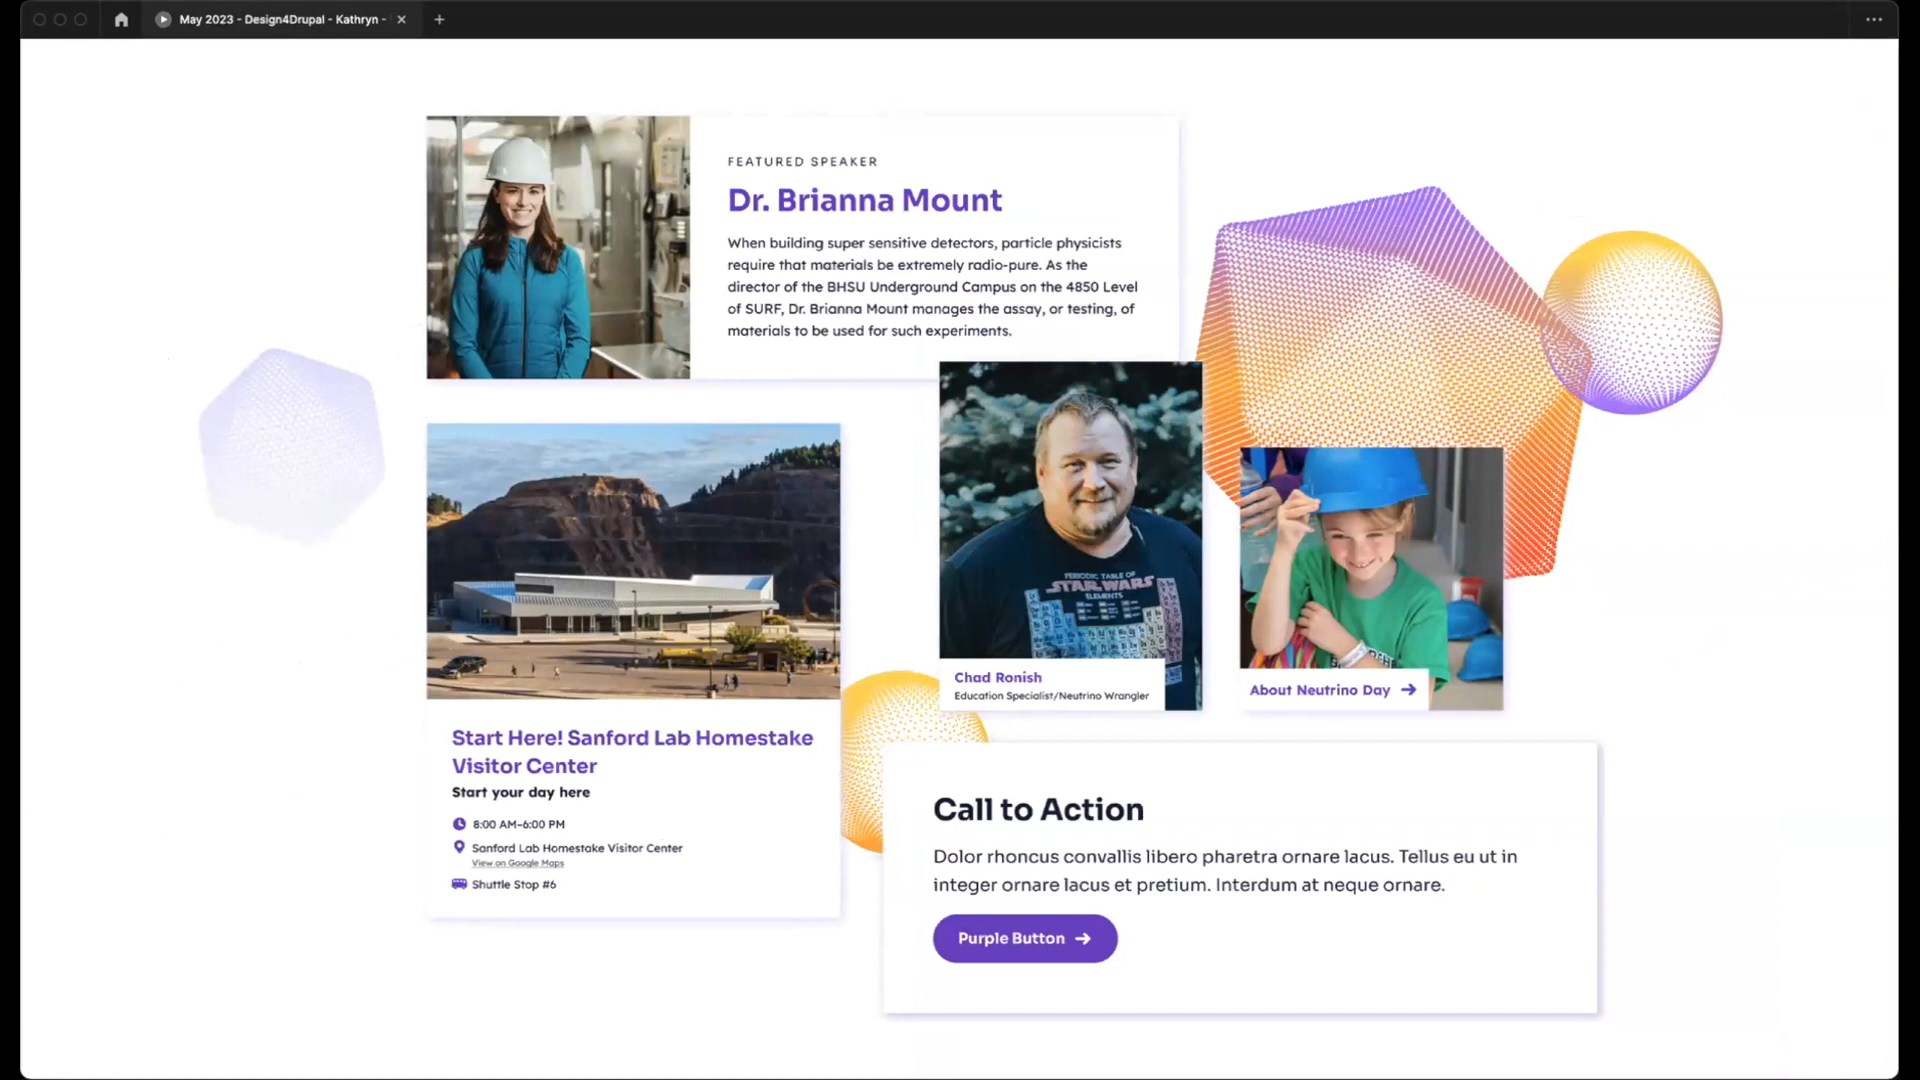 May 2023 - Design4Drupal - Kathryn -
FEATURED SPEAKER
Dr. Brianna Mount
When building super sensitive detectors, particle physicists
require that materials be extremely radio-pure. As the
director of the BHSU Underground Campus on the 4850 Level
of SURF, Dr. Brianna Mount manages the assay, or testing, of
materials to be used for such experiments.
PERIODIC TABLE OF
STAR WARS
ELEMENTS
Chad Ronish
Education Specialist/Neutrino Wrangler
About Neutrino Day
Start Here! Sanford Lab Homestake
Visitor Center
Start your day here
8:00 AM–6:00 PM
Sanford Lab Homestake Visitor Center
View on Google Maps
Shuttle Stop #6
Call to Action
Dolor rhoncus convallis libero pharetra ornare lacus. Tellus eu ut in
integer ornare lacus et pretium. Interdum at neque ornare.
Purple Button